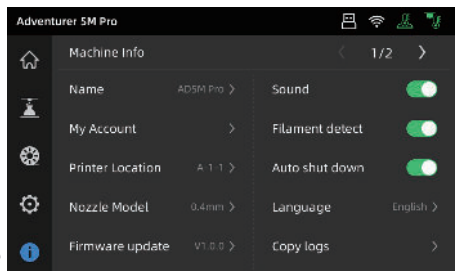 Adventurer 5M Pro
Machine Info
1/2
Name AD5M Pro
Sound
My Account
Filament detect
Printer Location A-1-1
Auto shut down
Nozzle Model 0.4mm
Language English
Firmware update V1.0.0
Copy logs